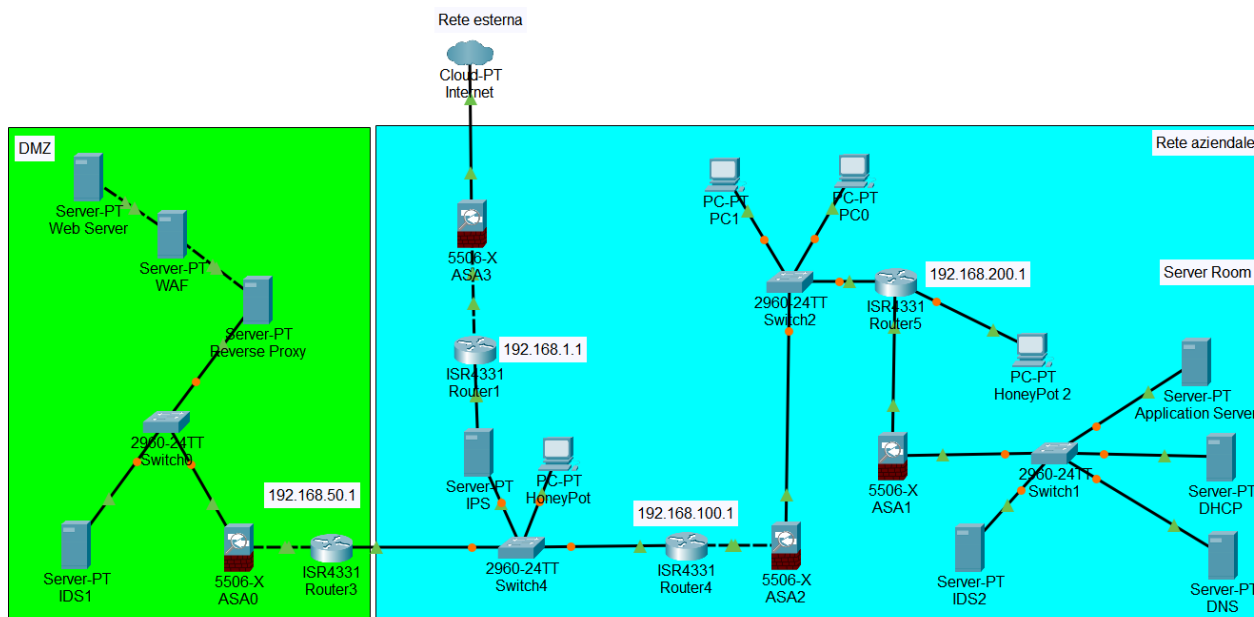 Rete esterna
Cloud-PT
Internet
DMZ
Rete aziendale
Server-PT
Web Server
Server-PT
WAF
Server-PT
Reverse Proxy
5506-X
ASA3
PC-PT
PC1
PC-PT
PC0
192.168.200.1
Server Room
2960-24TT
Switch2
ISR4331
Router5
192.168.1.1
ISR4331
Router1
PC-PT
HoneyPot 2
Server-PT
Application Server
2960-24TT
Switch0
Server-PT
IPS
PC-PT
HoneyPot
5506-X
ASA1
2960-24TT
Switch1
Server-PT
DHCP
192.168.50.1
192.168.100.1
Server-PT
IDS1
5506-X
ASA0
ISR4331
Router3
2960-24TT
Switch4
ISR4331
Router4
5506-X
ASA2
Server-PT
IDS2
Server-PT
DNS